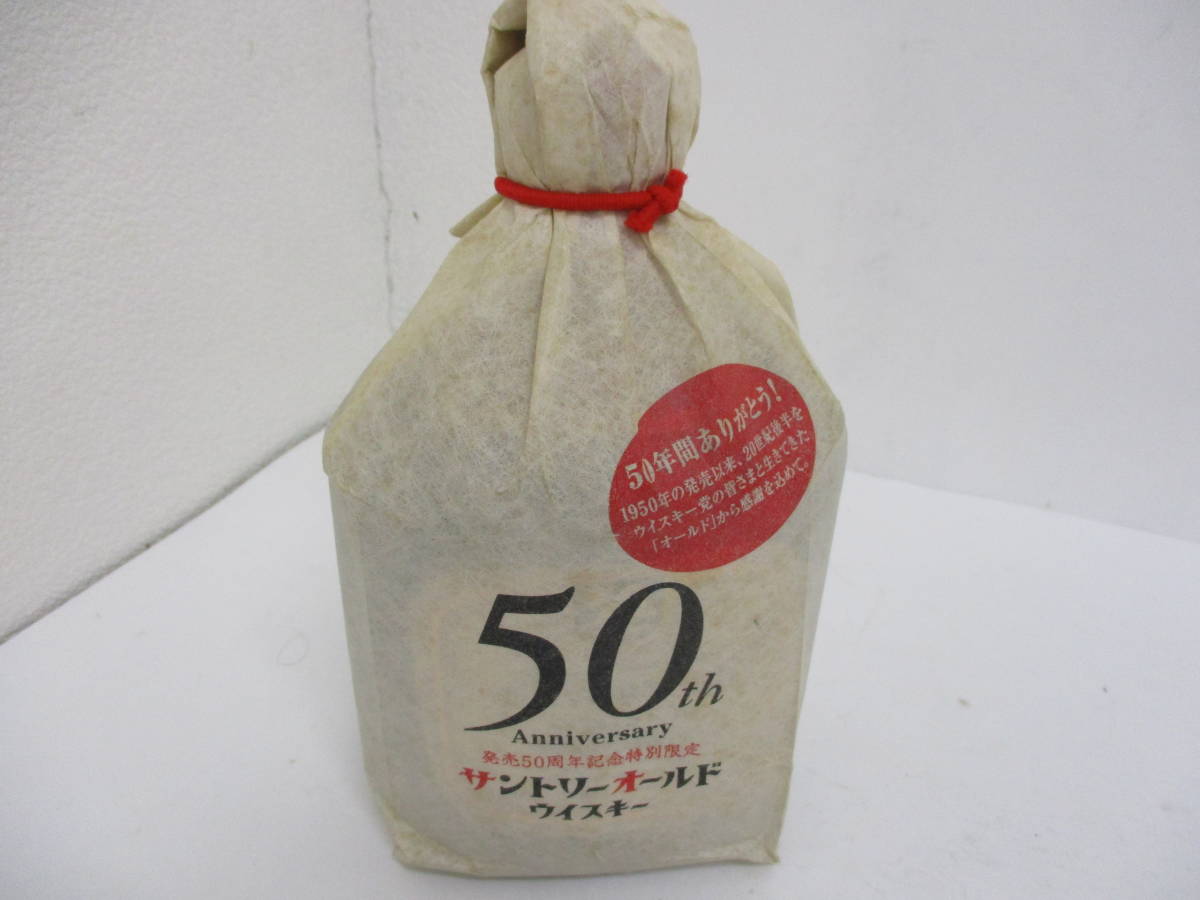 50年間ありがとう!
1950年の発売以来、20世紀後半を
ウイスキー党の皆さまと生きてきた
「オールド」から感謝を込めて。
50th
Anniversary
発売50周年記念特別限定
サントリーオールド
ウイスキー